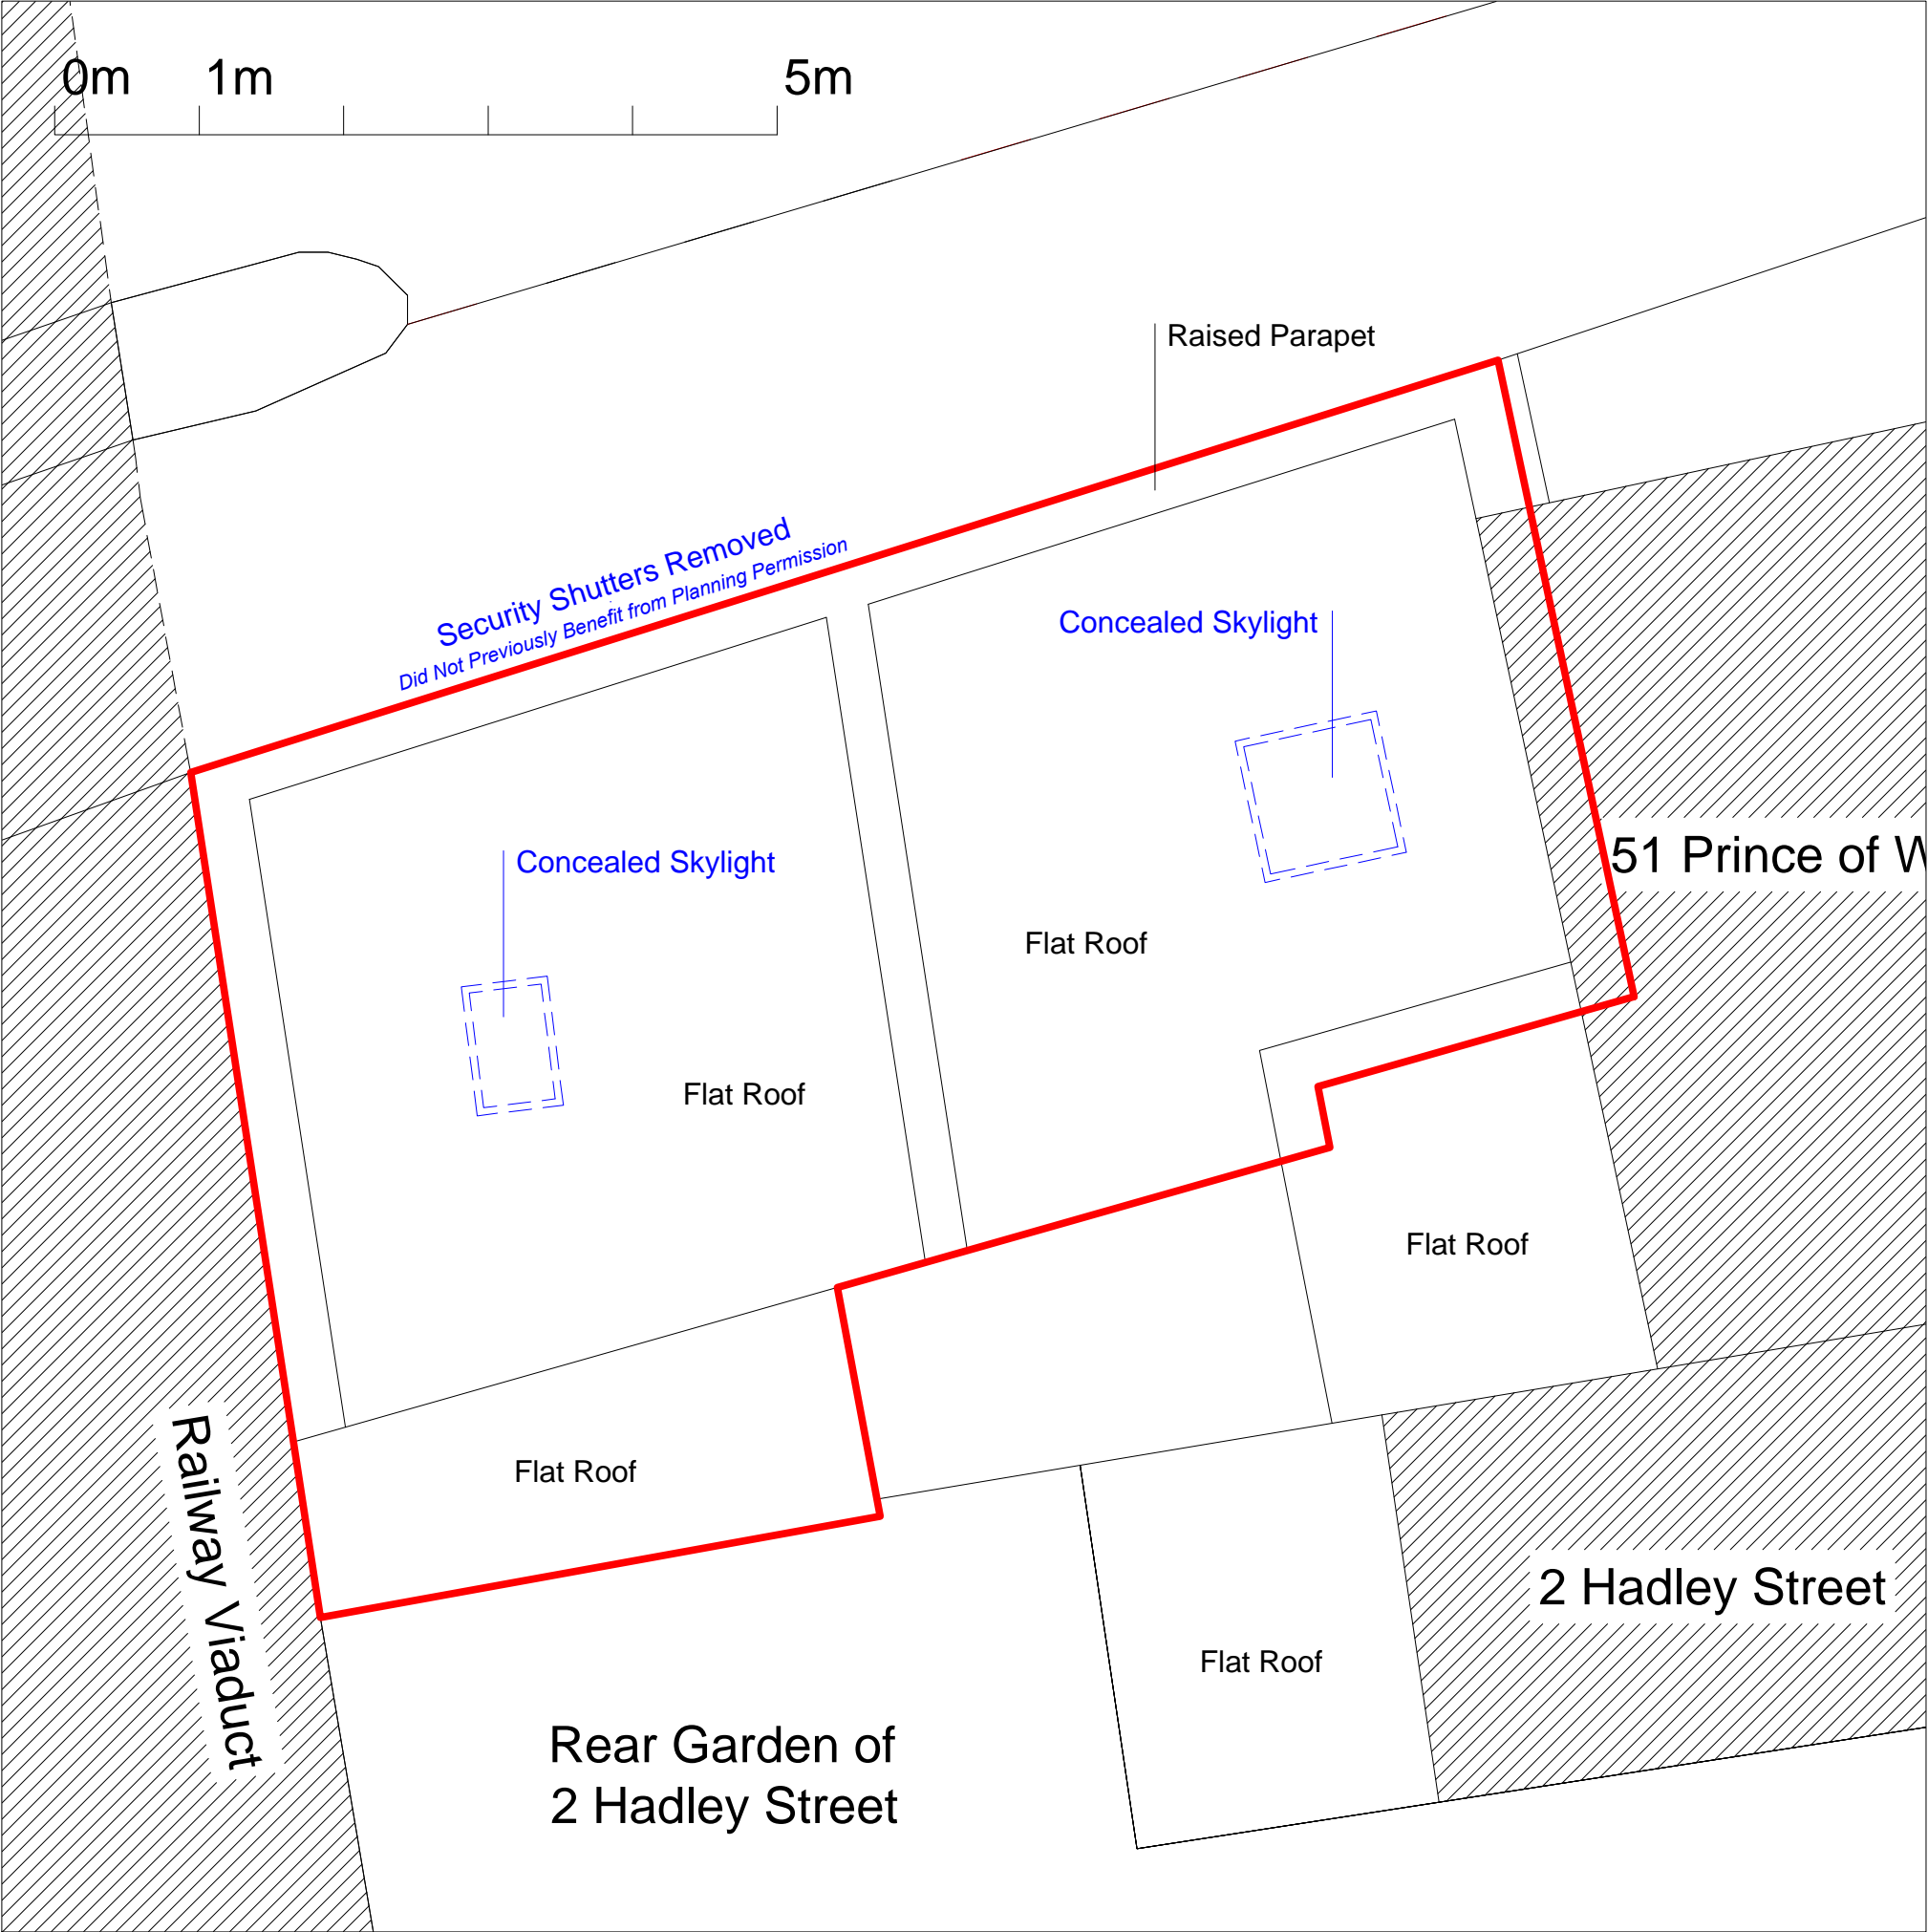 0m 1m 5m
Raised Parapet
Security Shutters Removed
Did Not Previously Benefit from Planning Permission
Concealed Skylight
51 Prince of W
Concealed Skylight
Flat Roof
Flat Roof
Flat Roof
Flat Roof
Railway Viaduct
2 Hadley Street
Flat Roof
Rear Garden of
2 Hadley Street